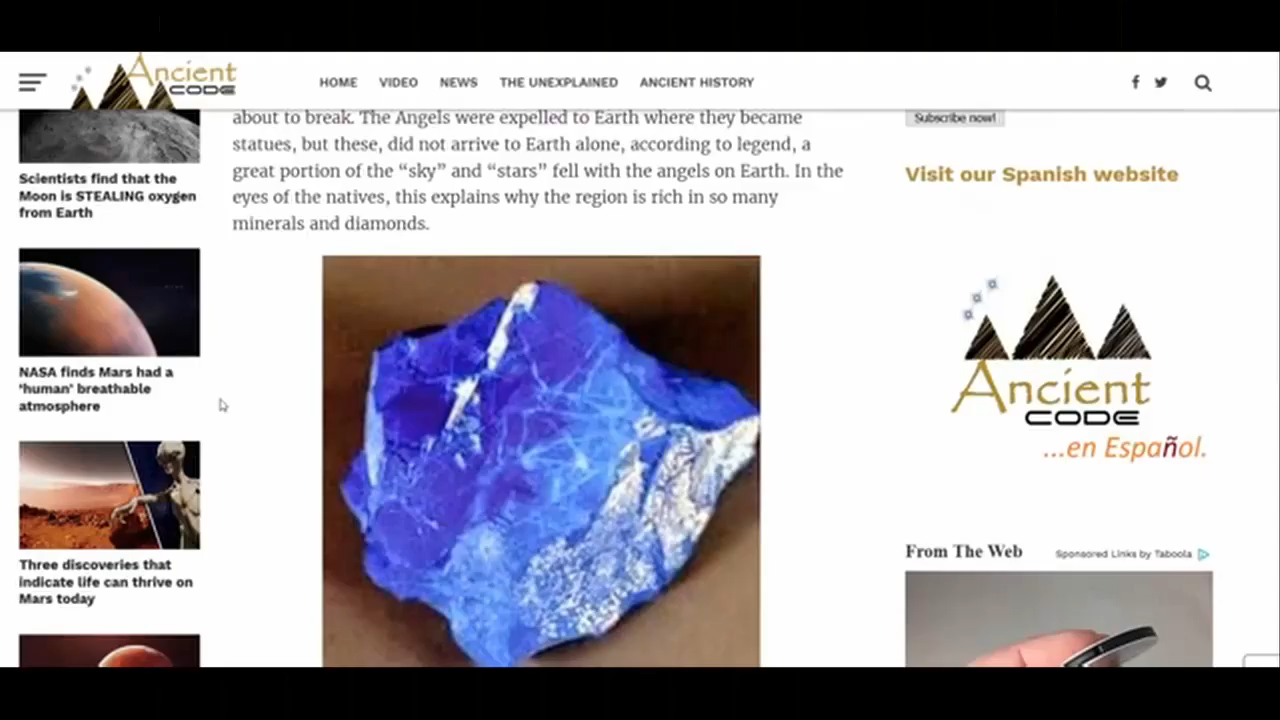 Ancient
CODE
HOME VIDEO NEWS THE UNEXPLAINED ANCIENT HISTORY
Scientists find that the
Moon is STEALING oxygen
from Earth
NASA finds Mars had a
‘human’ breathable
atmosphere
Three discoveries that
indicate life can thrive on
Mars today
about to break. The Angels were expelled to Earth where they became
statues, but these, did not arrive to Earth alone, according to legend, a
great portion of the “sky” and “stars” fell with the angels on Earth. In the
eyes of the natives, this explains why the region is rich in so many
minerals and diamonds.
Subscribe now!
Visit our Spanish website
Ancient
CODE
...en Español.
From The Web Sponsored Links by Taboola